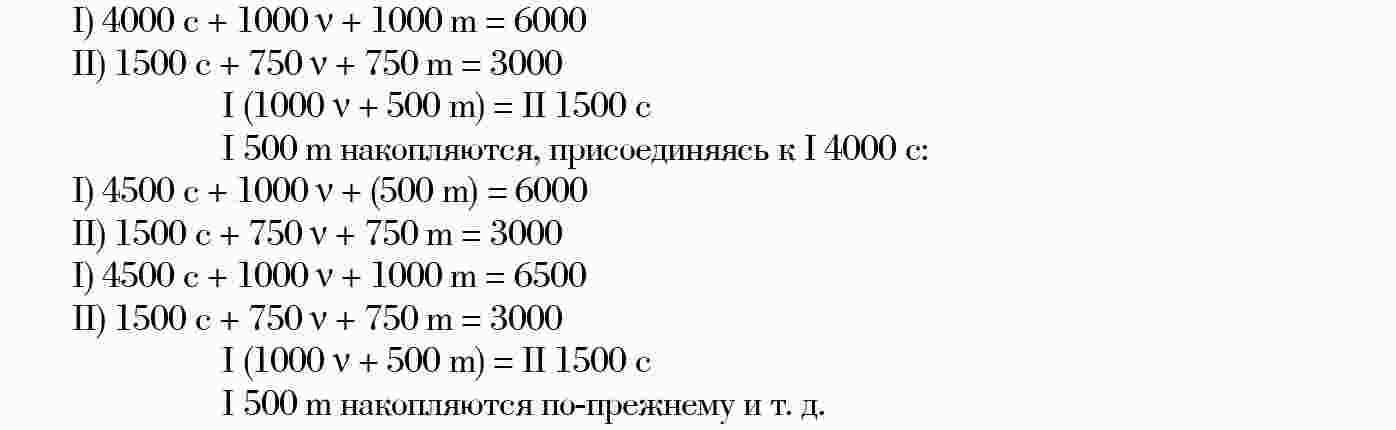 I) 4000 c + 1000 v + 1000 m = 6000
II) 1500 c + 750 v + 750 m = 3000
I (1000 v + 500 m) = II 1500 c
I 500 m накопляются, присоединяясь к I 4000 c:
I) 4500 c + 1000 v + (500 m) = 6000
II) 1500 c + 750 v + 750 m = 3000
I) 4500 c + 1000 v + 1000 m = 6500
II) 1500 c + 750 v + 750 m = 3000
I (1000 v + 500 m) = II 1500 c
I 500 m накопляются по-прежнему и т. д.